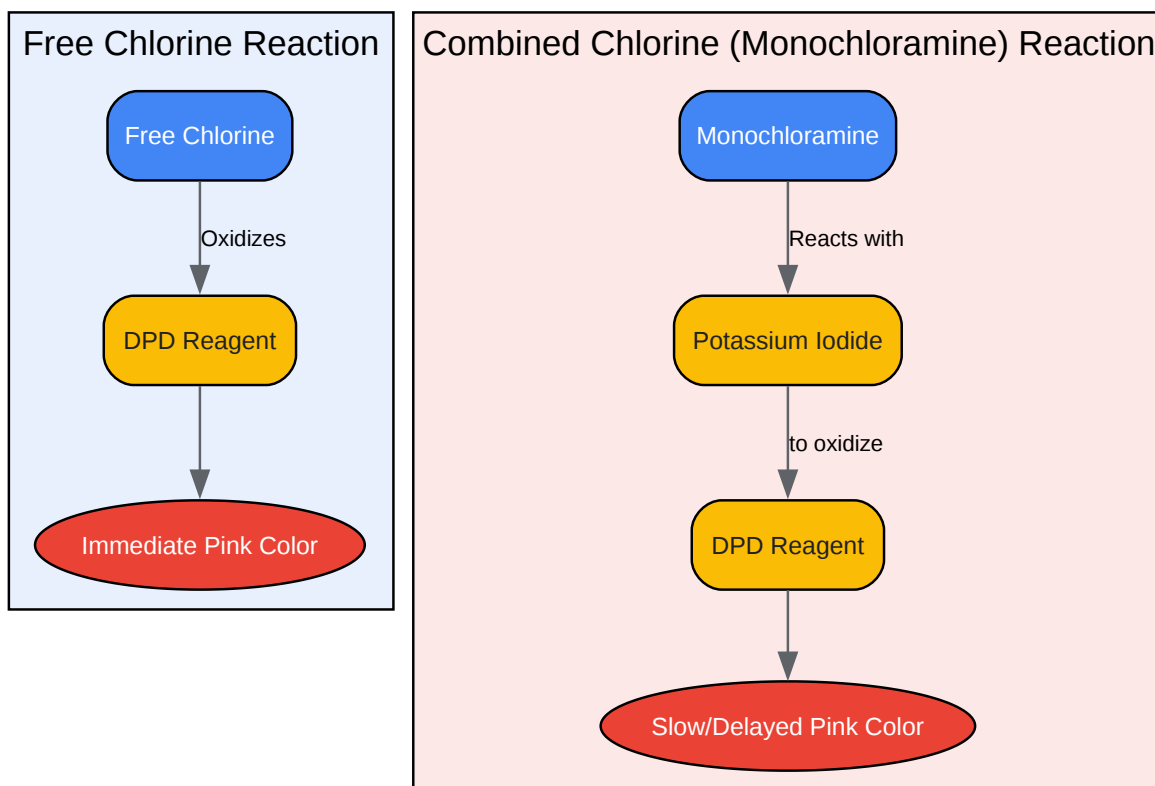 Free Chlorine Reaction
Free Chlorine
Oxidizes
DPD Reagent
Immediate Pink Color
Combined Chlorine (Monochloramine) Reaction
Monochloramine
Reacts with
Potassium Iodide
to oxidize
DPD Reagent
Slow/Delayed Pink Color